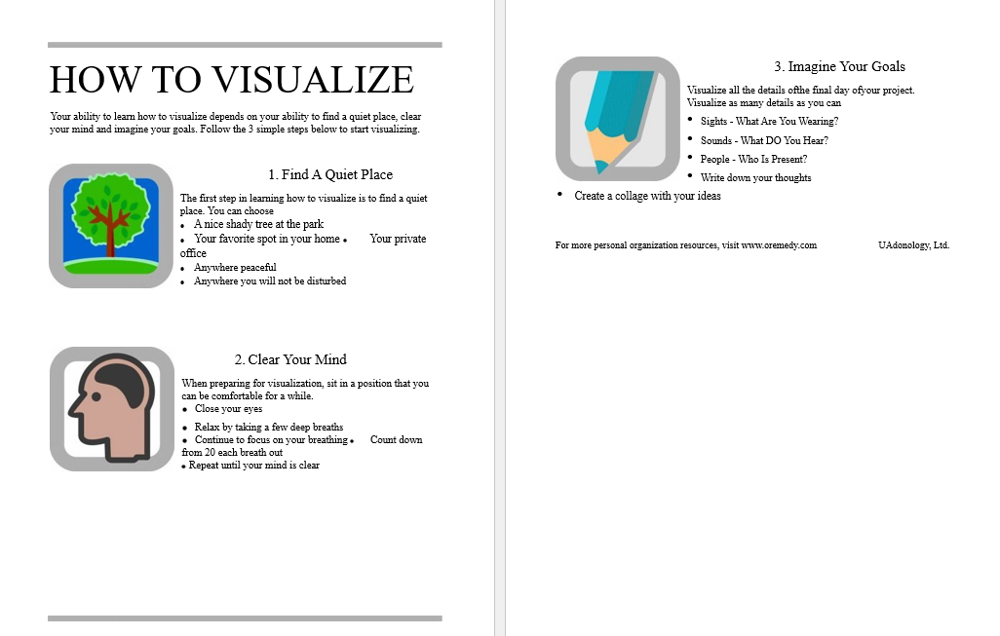 HOW TO VISUALIZE
Your ability to learn how to visualize depends on your ability to find a quiet place, clear
your mind and imagine your goals. Follow the 3 simple steps below to start visualizing.
1. Find A Quiet Place
The first step in learning how to visualize is to find a quiet
place. You can choose
• A nice shady tree at the park
• Your favorite spot in your home • Your private
office
• Anywhere peaceful
• Anywhere you will not be disturbed
2. Clear Your Mind
When preparing for visualization, sit in a position that you
can be comfortable for a while.
• Close your eyes
• Relax by taking a few deep breaths
• Continue to focus on your breathing • Count down
from 20 each breath out
• Repeat until your mind is clear
3. Imagine Your Goals
Visualize all the details ofthe final day ofyour project.
Visualize as many details as you can
• Sights - What Are You Wearing?
• Sounds - What DO You Hear?
• People - Who Is Present?
• Write down your thoughts
• Create a collage with your ideas
For more personal organization resources, visit www.oremedy.com UAdonology, Ltd.